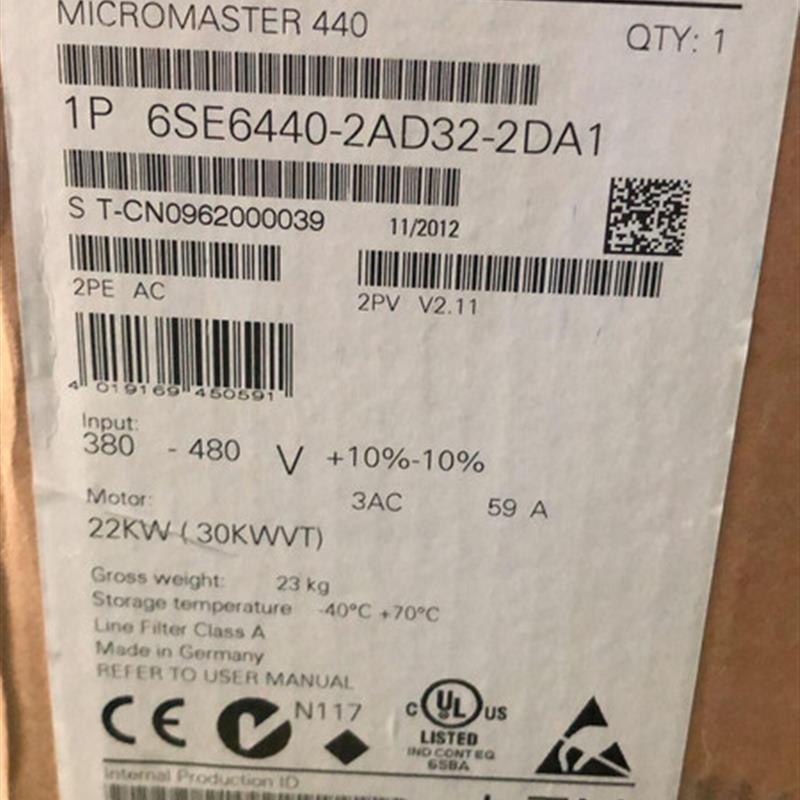 MICROMASTER 440
QTY: 1
1P 6SE6440-2AD32-2DA1
S T-CN0962000039 11/2012
2PE AC
2PV V2.11
4 019169 450591
Input:
380 - 480 V +10%-10%
Motor: 3AC 59 A
22KW ( 30KWVT)
Gross weight: 23 kg
Storage temperature -40°C +70°C
Line Filter Class A
Made in Germany
REFER TO USER MANUAL
CE N117 C UL US
LISTED
IND CONT EQ
65BA
Internal Production ID